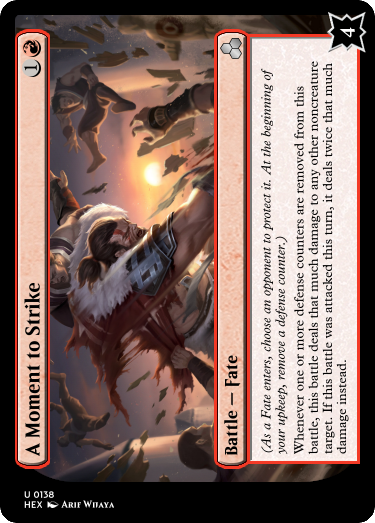 A Moment to Strike
1
Battle — Fate
(As a Fate enters, choose an opponent to protect it. At the beginning of
your upkeep, remove a defense counter.)
Whenever one or more defense counters are removed from this
battle, this battle deals that much damage to any other noncreature
target. If this battle was attacked this turn, it deals twice that much
damage instead.
4
U 0138
HEX Arif Wijaya